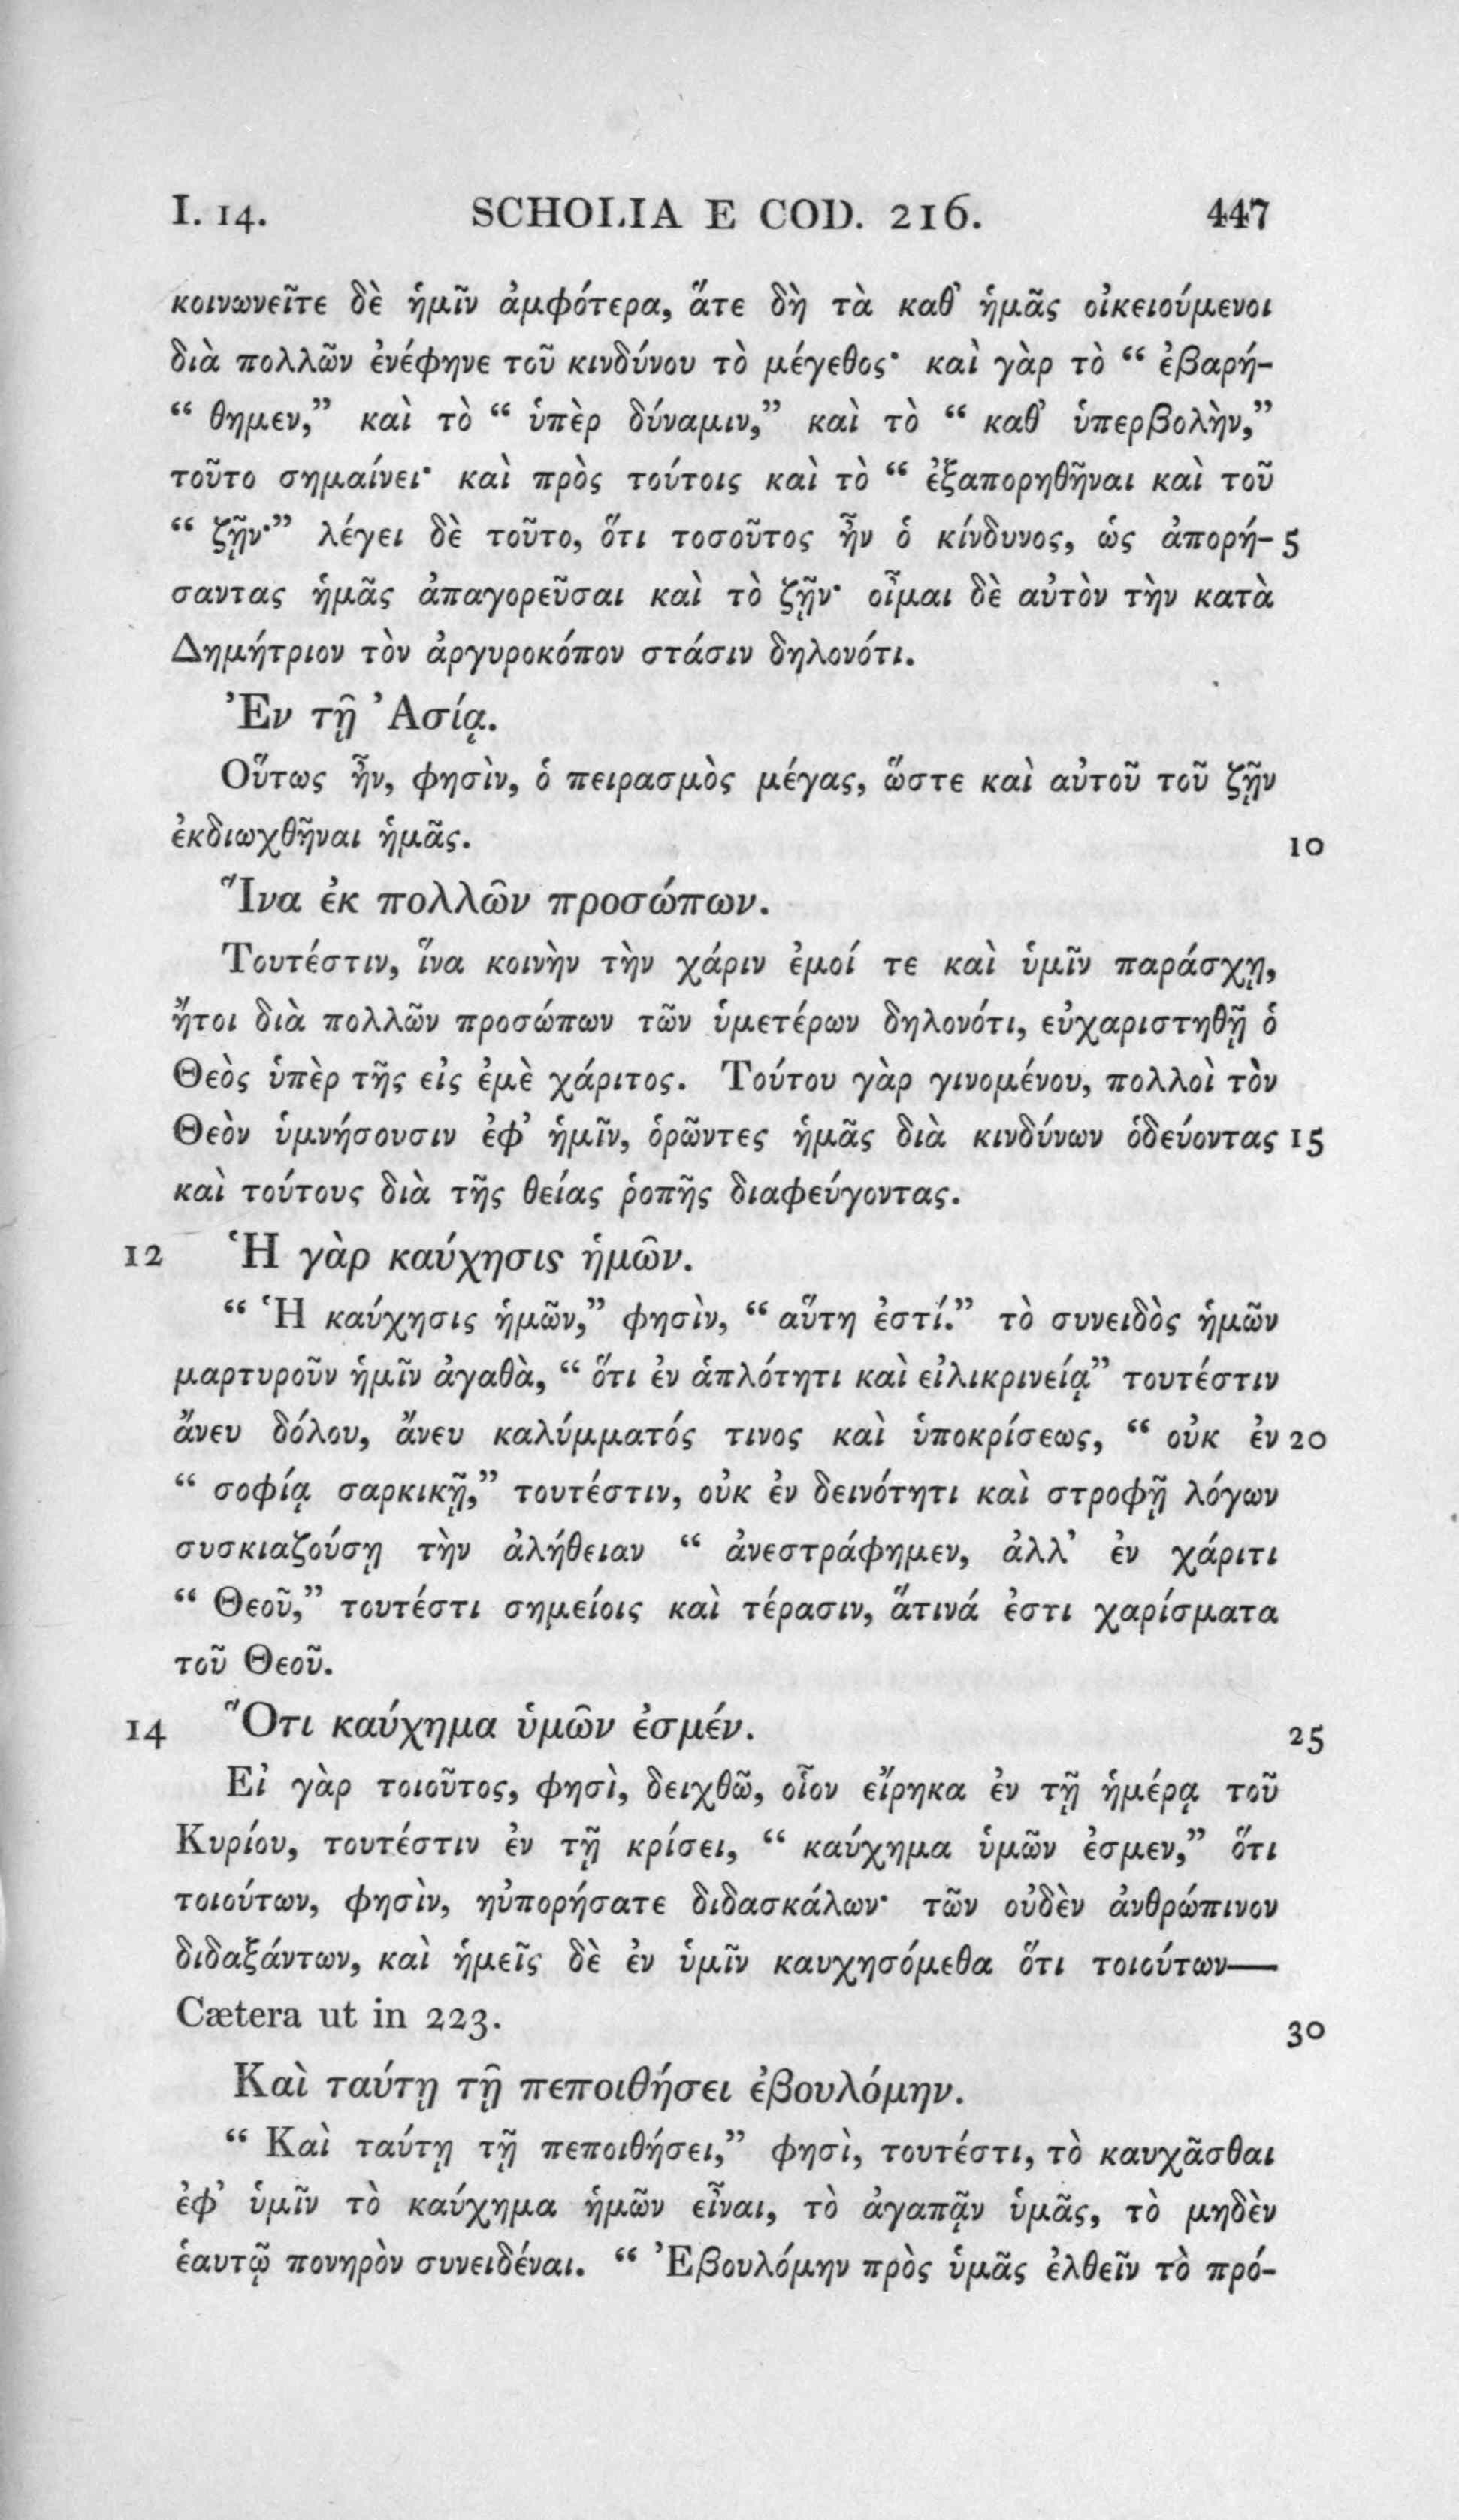 I. 14. SCHOLIA E COD. 216. 447
κοινωνεῖτε δὲ ἡμῖν ἀμφότερα, ἅτε δὴ τὰ καθ᾽ ἡμᾶς οἰκειούμενοι
διὰ πολλῶν ἐνέφηνε τοῦ κινδύνου τὸ μέγεθος· καὶ γὰρ τὸ “ ἐβαρή-
“ θημεν,” καὶ τὸ “ ὑπὲρ δύναμιν,” καὶ τὸ “ καθ᾽ ὑπερβολὴν,”
τοῦτο σημαίνει· καὶ πρὸς τούτοις καὶ τὸ “ ἐξαπορηθῆναι καὶ τοῦ
“ ζῇν·” λέγει δὲ τοῦτο, ὅτι τοσοῦτος ἦν ὁ κίνδυνος, ὡς ἀπορή- 5
σαντας ἡμᾶς ἀπαγορεῦσαι καὶ τὸ ζῇν· οἶμαι δὲ αὐτὸν τὴν κατὰ
Δημήτριον τὸν ἀργυροκόπον στάσιν δηλονότι.
Ἐν τῇ Ἀσίᾳ.
Οὕτως ἦν, φησὶν, ὁ πειρασμὸς μέγας, ὥστε καὶ αὐτοῦ τοῦ ζῇν
ἐκδιωχθῆναι ἡμᾶς. 10
Ἵνα ἐκ πολλῶν προσώπων.
Τουτέστιν, ἵνα κοινὴν τὴν χάριν ἐμοί τε καὶ ὑμῖν παράσχῃ,
ἤτοι διὰ πολλῶν προσώπων τῶν ὑμετέρων δηλονότι, εὐχαριστηθῇ ὁ
Θεὸς ὑπὲρ τῆς εἰς ἐμὲ χάριτος. Τούτου γὰρ γινομένου, πολλοὶ τὸν
Θεὸν ὑμνήσουσιν ἐφ᾽ ἡμῖν, ὁρῶντες ἡμᾶς διὰ κινδύνων ὁδεύοντας 15
καὶ τούτους διὰ τῆς θείας ῥοπῆς διαφεύγοντας.
12 Ἡ γὰρ καύχησις ἡμῶν.
“ Ἡ καύχησις ἡμῶν,” φησὶν, “ αὕτη ἐστί.” τὸ συνειδὸς ἡμῶν
μαρτυροῦν ἡμῖν ἀγαθὰ, “ ὅτι ἐν ἁπλότητι καὶ εἰλικρινείᾳ” τουτέστιν
ἄνευ δόλου, ἄνευ καλύμματός τινος καὶ ὑποκρίσεως, “ οὐκ ἐν 20
“ σοφίᾳ σαρκικῇ,” τουτέστιν, οὐκ ἐν δεινότητι καὶ στροφῇ λόγων
συσκιαζούσῃ τὴν ἀλήθειαν “ ἀνεστράφημεν, ἀλλ᾽ ἐν χάριτι
“ Θεοῦ,” τουτέστι σημείοις καὶ τέρασιν, ἅτινά ἐστι χαρίσματα
τοῦ Θεοῦ.
14 Ὅτι καύχημα ὑμῶν ἐσμέν. 25
Εἰ γὰρ τοιοῦτος, φησὶ, δειχθῶ, οἷον εἴρηκα ἐν τῇ ἡμέρᾳ τοῦ
Κυρίου, τουτέστιν ἐν τῇ κρίσει, “ καύχημα ὑμῶν ἐσμεν,” ὅτι
τοιούτων, φησὶν, ηὐπορήσατε διδασκάλων· τῶν οὐδὲν ἀνθρώπινον
διδαξάντων, καὶ ἡμεῖς δὲ ἐν ὑμῖν καυχησόμεθα ὅτι τοιούτων—
Cætera ut in 223. 30
Καὶ ταύτῃ τῇ πεποιθήσει ἐβουλόμην.
“ Καὶ ταύτῃ τῇ πεποιθήσει,” φησὶ, τουτέστι, τὸ καυχᾶσθαι
ἐφ᾽ ὑμῖν τὸ καύχημα ἡμῶν εἶναι, τὸ ἀγαπᾷν ὑμᾶς, τὸ μηδὲν
ἑαυτῷ πονηρὸν συνειδέναι. “ Ἐβουλόμην πρὸς ὑμᾶς ἐλθεῖν τὸ πρό-